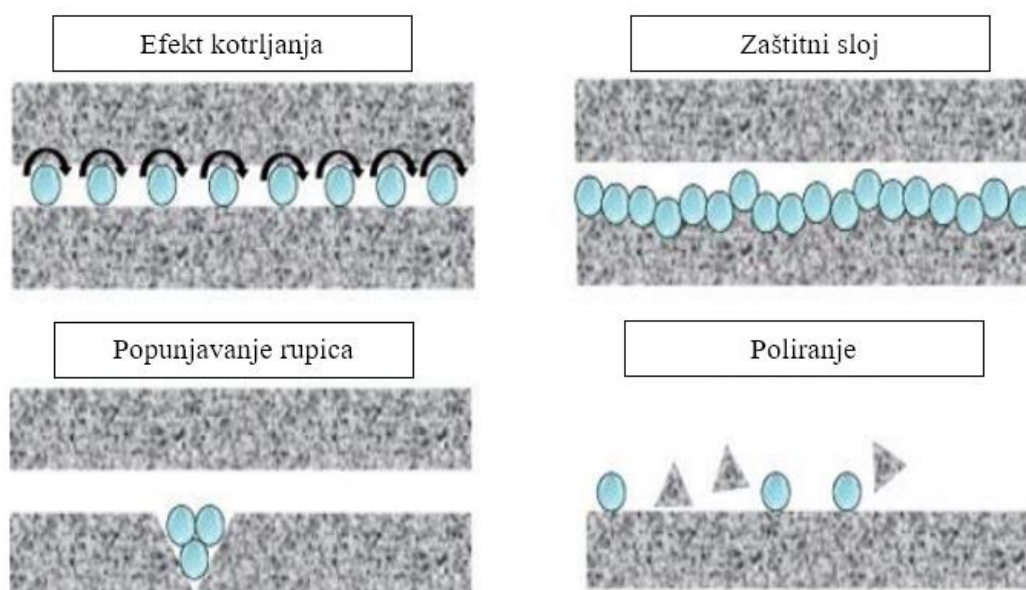 Efekt kotrljanja
Zaštitni sloj
Popunjavanje rupica
Poliranje